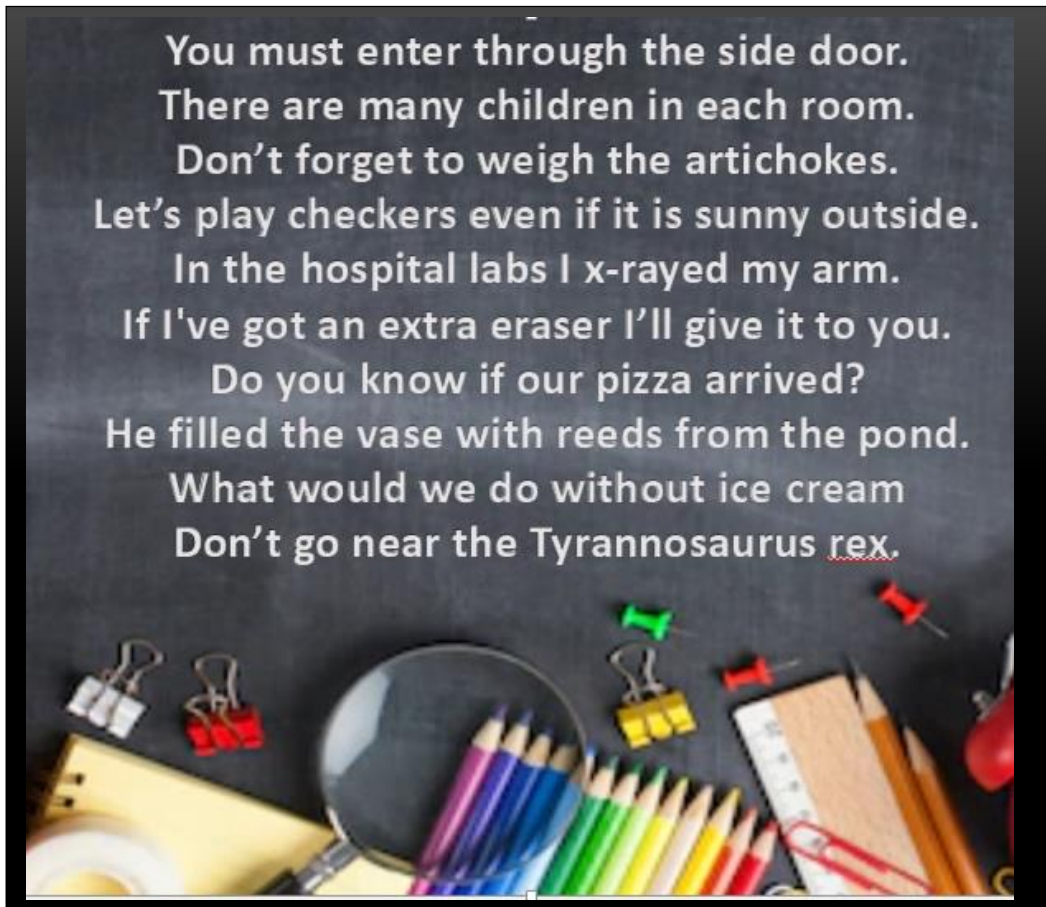 You must enter through the side door.
There are many children in each room.
Don’t forget to weigh the artichokes.
Let’s play checkers even if it is sunny outside.
In the hospital labs I x-rayed my arm.
If I've got an extra eraser I’ll give it to you.
Do you know if our pizza arrived?
He filled the vase with reeds from the pond.
What would we do without ice cream
Don’t go near the Tyrannosaurus rex.